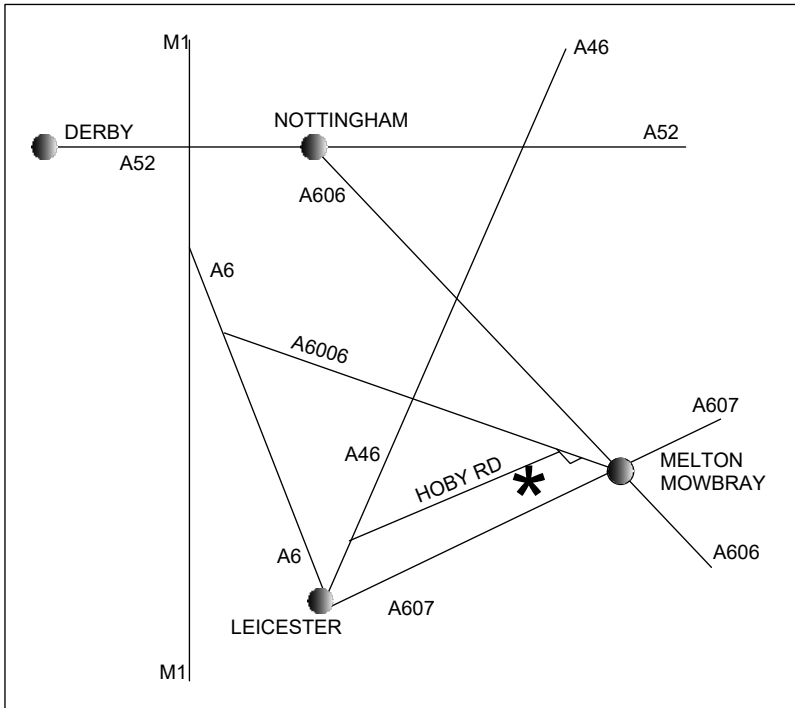 M1
A46
DERBY
NOTTINGHAM
A52
A52
A606
A6
A6006
A607
A46
HOBY RD
*
MELTON
MOWBRAY
A6
A606
A607
LEICESTER
M1